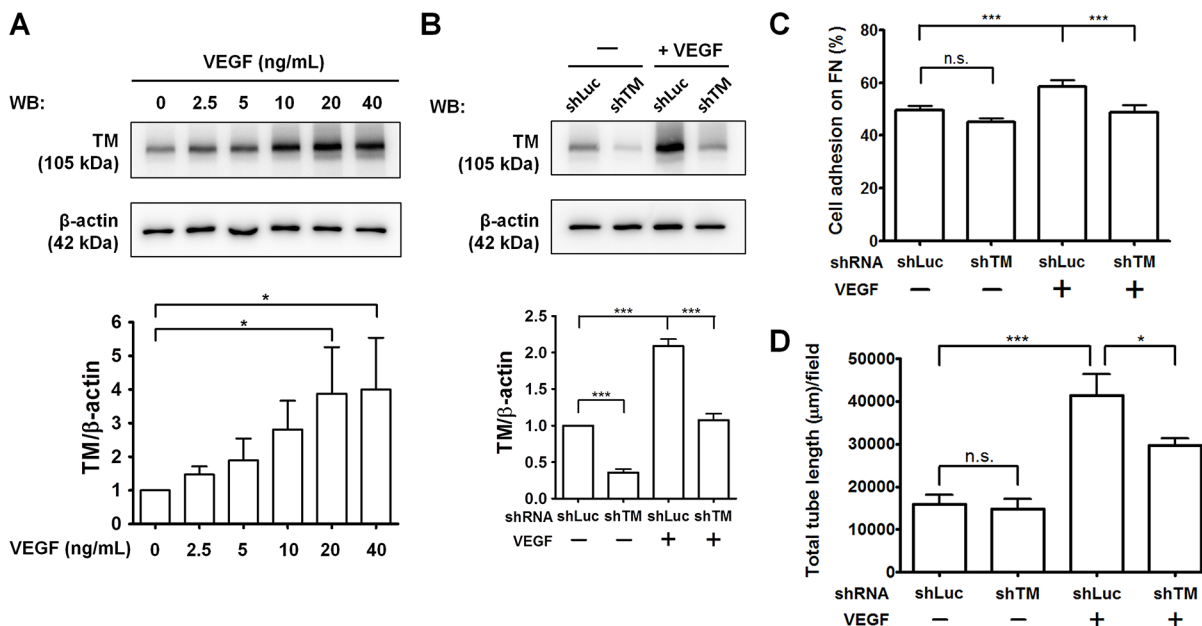 A
VEGF (ng/mL)
WB: 0 2.5 5 10 20 40
TM
(105 kDa)
β-actin
(42 kDa)
*
*
TM/β-actin
6
5
4
3
2
1
0
VEGF (ng/mL) 0 2.5 5 10 20 40
B
— + VEGF
WB: shLuc shTM shLuc shTM
TM
(105 kDa)
β-actin
(42 kDa)
*** ***
***
TM/β-actin
2.5
2.0
1.5
1.0
0.5
0.0
shRNA shLuc shTM shLuc shTM
VEGF — — + +
C
*** ***
n.s.
Cell adhesion on FN (%)
80
60
40
20
0
shRNA shLuc shTM shLuc shTM
VEGF — — + +
D
*** *
n.s.
Total tube length (μm)/field
50000
40000
30000
20000
10000
0
shRNA shLuc shTM shLuc shTM
VEGF — — + +